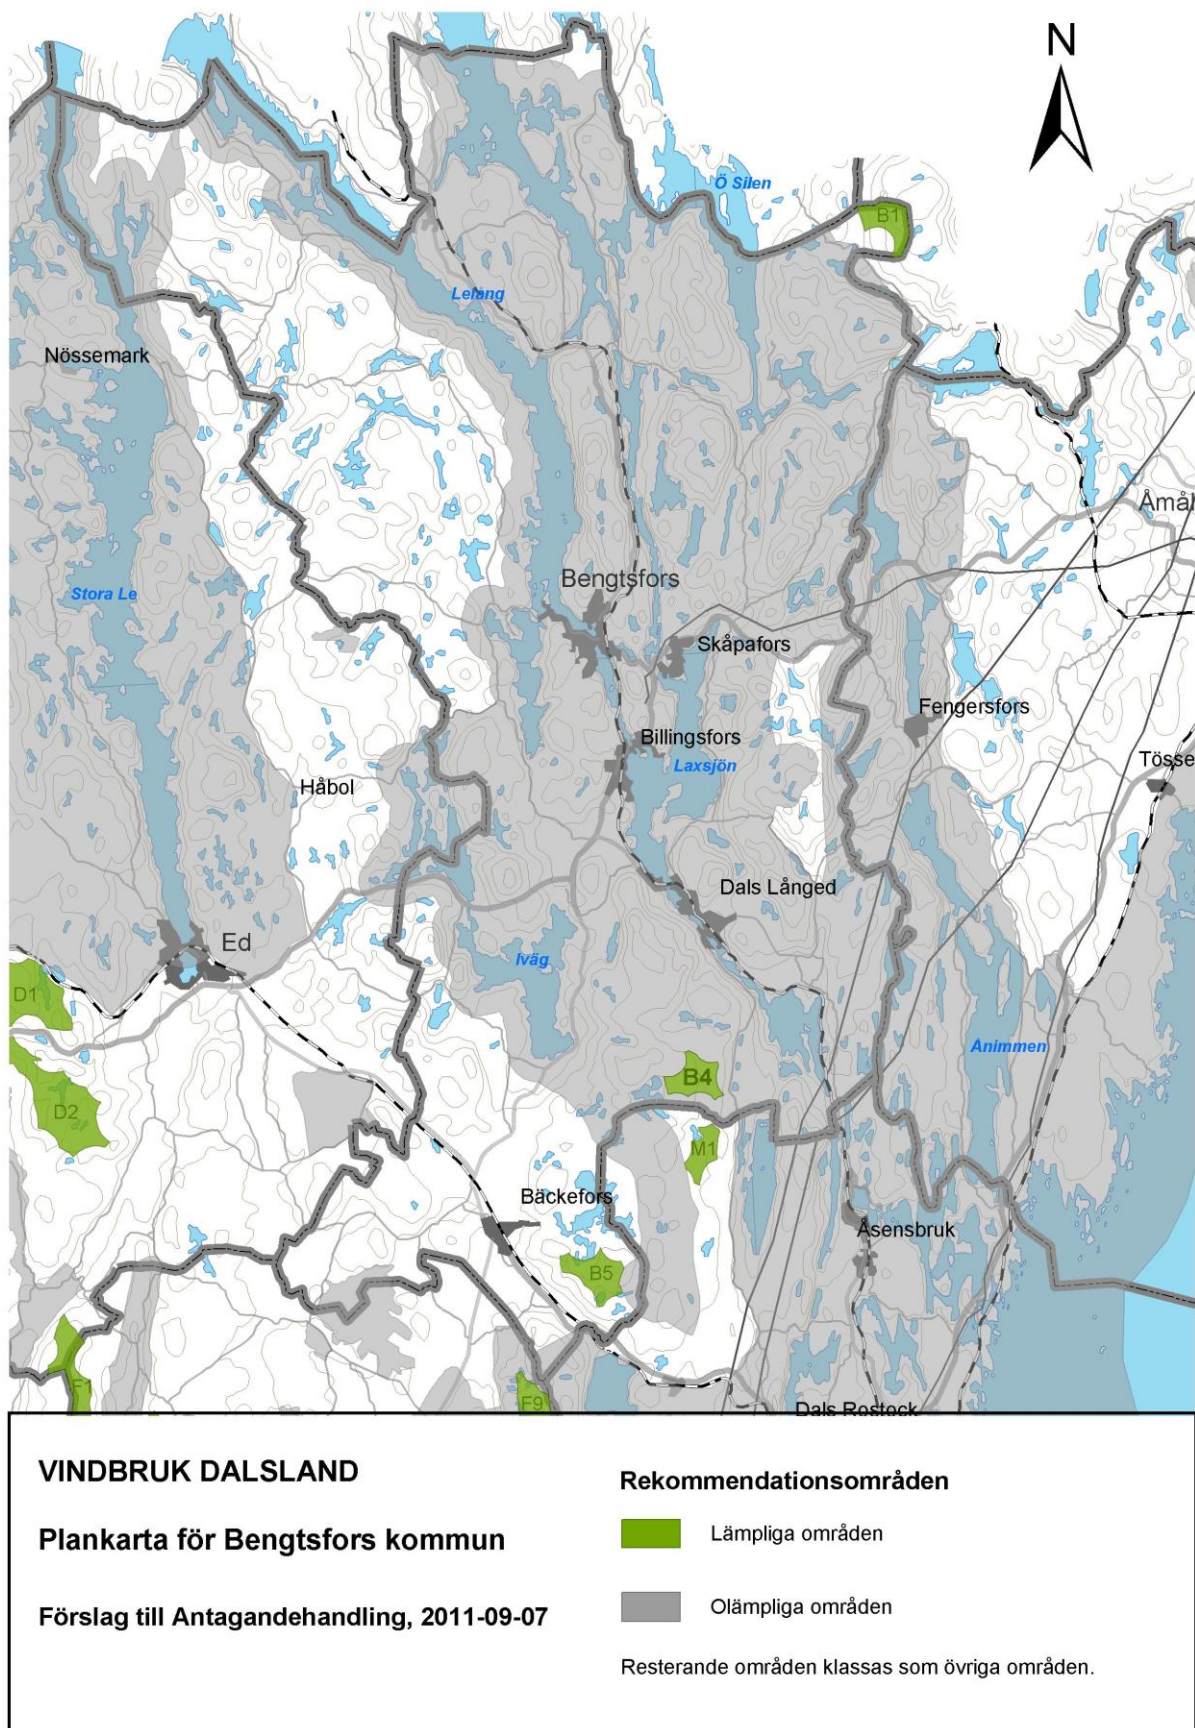 N
Ö Silen
B1
Lelång
Nössemark
Åmål
Bengtsfors
Stora Le
Skåpafors
Fengersfors
Billingsfors
Laxsjön
Tösse
Håbol
Dals Långed
Ed
Iväg
D1
Animmen
B4
D2
M1
Bäckefors
Åsensbruk
B5
F1
F9
Dals Rostock
VINDBRUK DALSLAND
Plankarta för Bengtsfors kommun
Förslag till Antagandehandling, 2011-09-07
Rekommendationsområden
Lämpliga områden
Olämpliga områden
Resterande områden klassas som övriga områden.